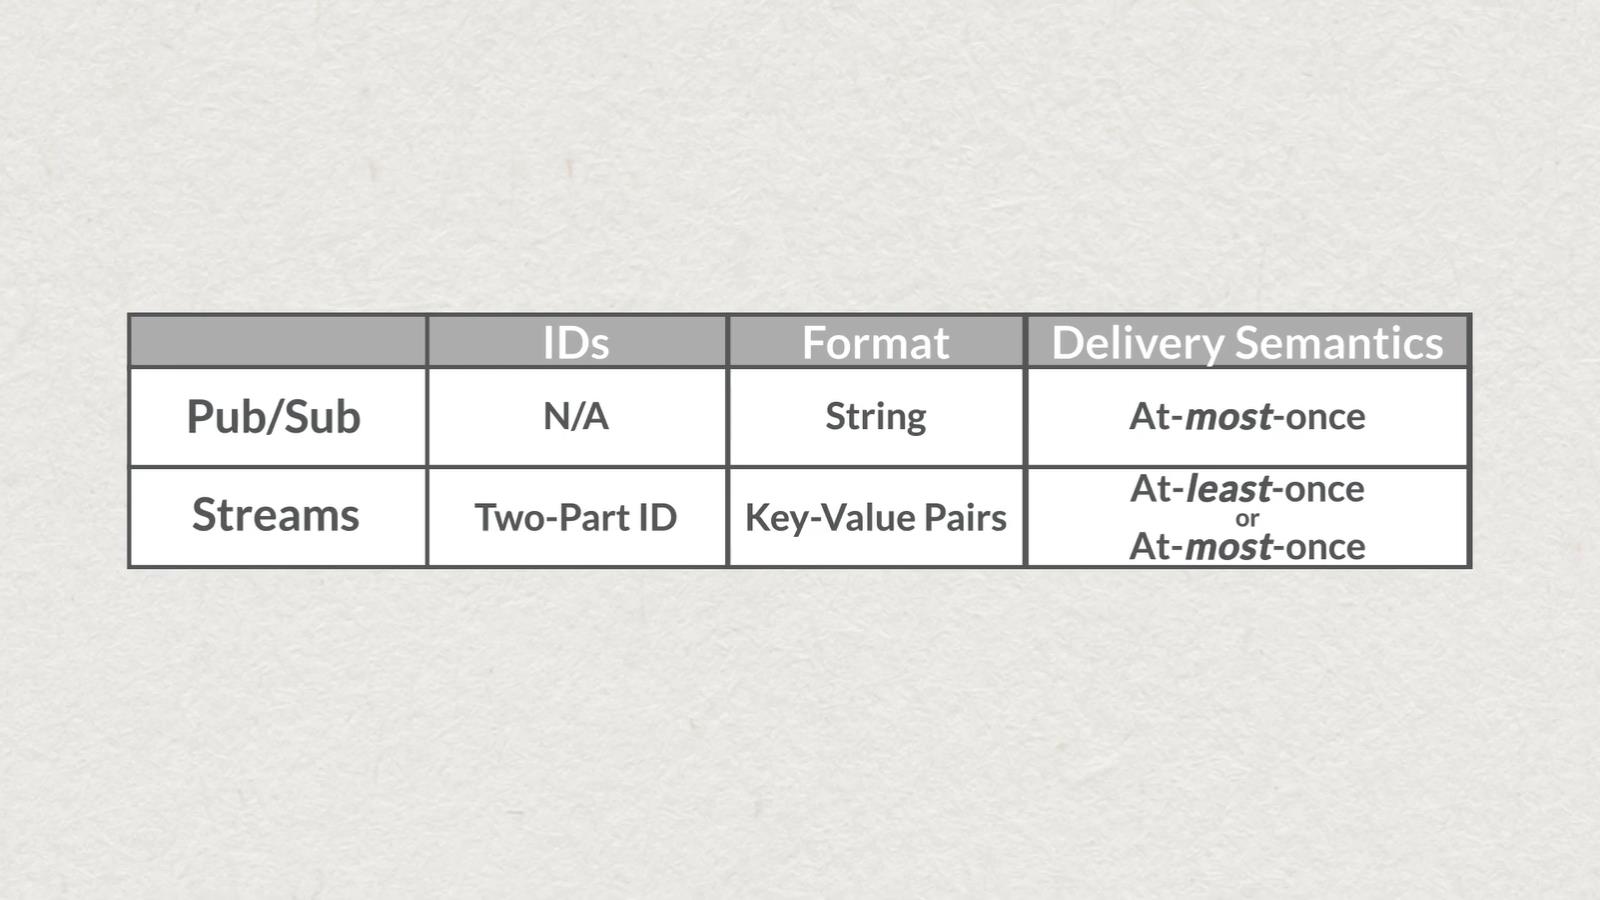 IDs Format Delivery Semantics
Pub/Sub N/A String At-most-once
Streams Two-Part ID Key-Value Pairs At-least-once
or
At-most-once